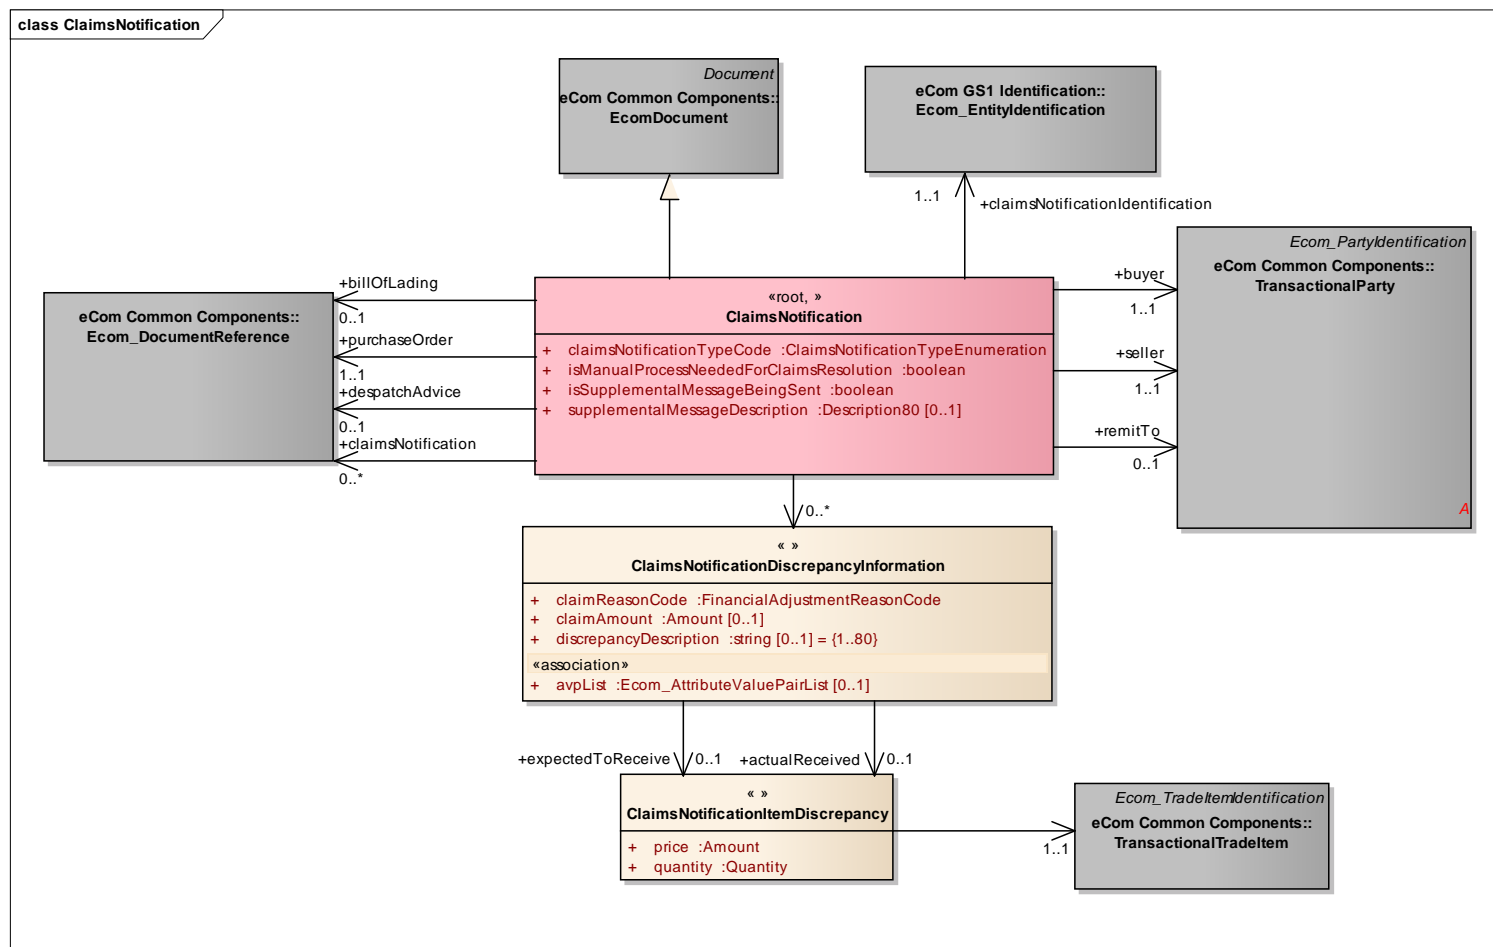 class ClaimsNotification
Document
eCom Common Components::
EcomDocument
eCom GS1 Identification::
Ecom_EntityIdentification
1..1
+claimsNotificationIdentification
Ecom_PartyIdentification
eCom Common Components::
TransactionalParty
A
+buyer
1..1
+seller
1..1
+remitTo
0..1
eCom Common Components::
Ecom_DocumentReference
+billOfLading
0..1
+purchaseOrder
1..1
+despatchAdvice
0..1
+claimsNotification
0..*
«root, »
ClaimsNotification
+ claimsNotificationTypeCode :ClaimsNotificationTypeEnumeration
+ isManualProcessNeededForClaimsResolution :boolean
+ isSupplementalMessageBeingSent :boolean
+ supplementalMessageDescription :Description80 [0..1]
0..*
« »
ClaimsNotificationDiscrepancyInformation
+ claimReasonCode :FinancialAdjustmentReasonCode
+ claimAmount :Amount [0..1]
+ discrepancyDescription :string [0..1] = {1..80}
«association»
+ avpList :Ecom_AttributeValuePairList [0..1]
+expectedToReceive
0..1
+actualReceived
0..1
« »
ClaimsNotificationItemDiscrepancy
+ price :Amount
+ quantity :Quantity
1..1
Ecom_TradeItemIdentification
eCom Common Components::
TransactionalTradeItem